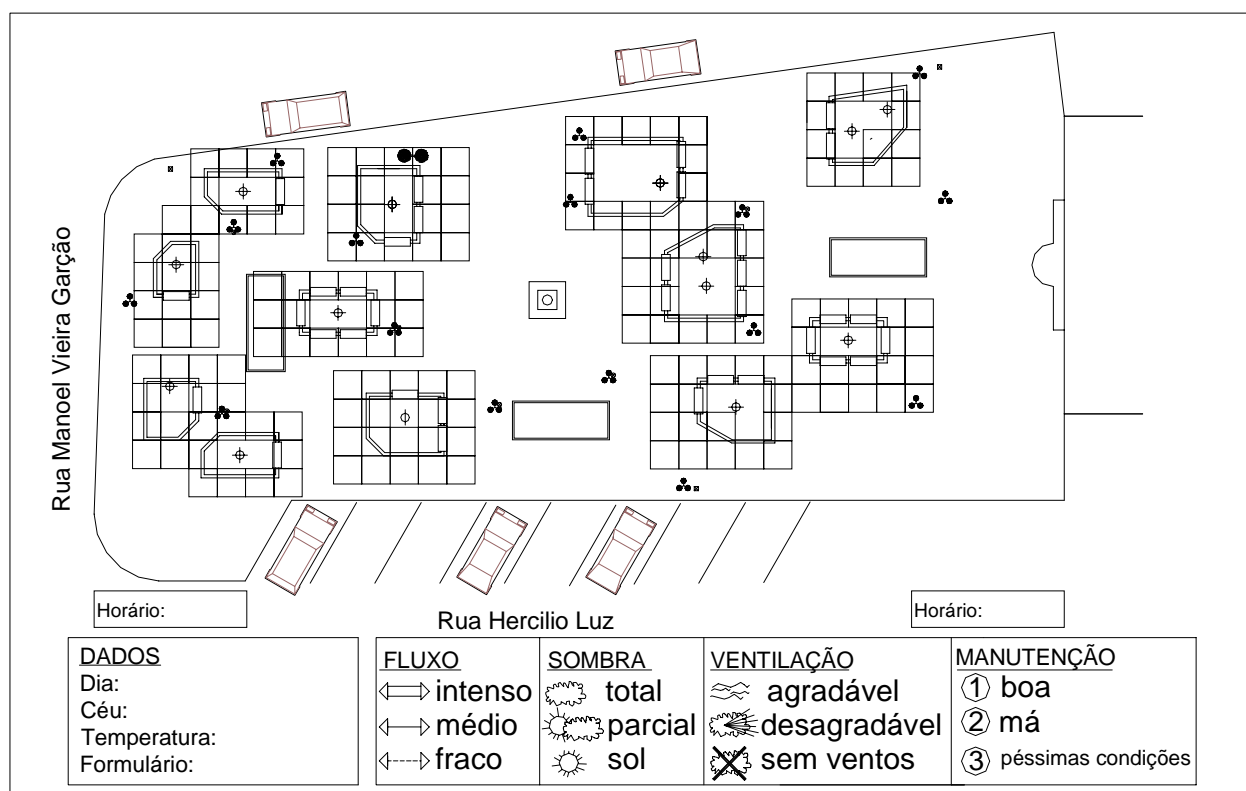 Rua Manoel Vieira Garção
Horário:
Rua Hercilio Luz
Horário:
DADOS
Dia:
Céu:
Temperatura:
Formulário:
FLUXO
intenso
médio
fraco
SOMBRA
total
parcial
sol
VENTILAÇÃO
agradável
desagradável
sem ventos
MANUTENÇÃO
1 boa
2 má
3 péssimas condições